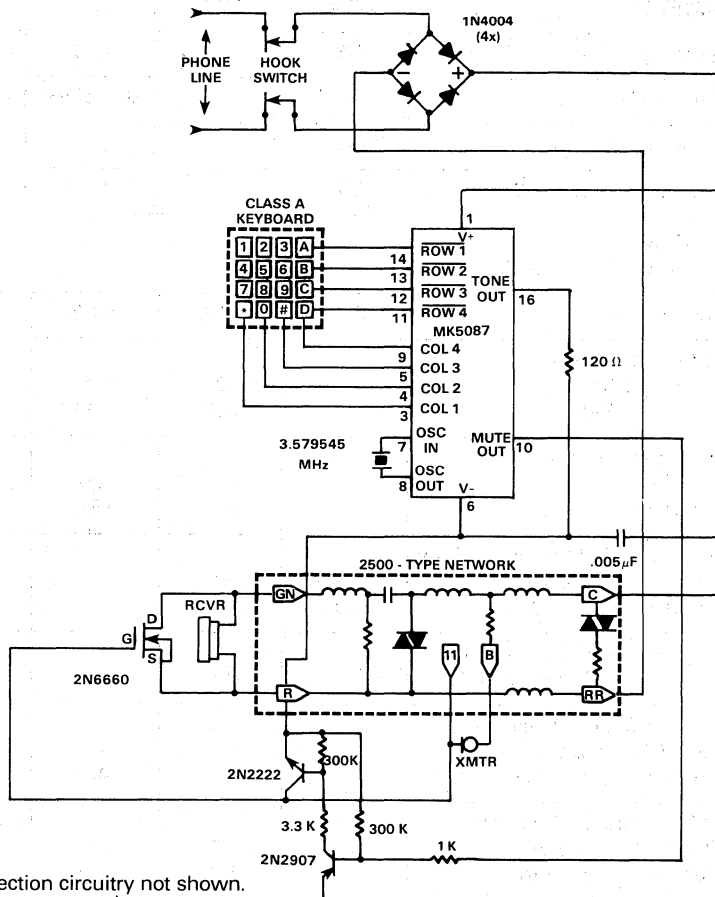 1N4004
(4x)
PHONE
LINE
HOOK
SWITCH
−
+
CLASS A
KEYBOARD
1 2 3 A
4 5 6 B
7 8 9 C
* 0 # D
1
V+
ROW 1
14
ROW 2
13
ROW 3
12
ROW 4
11
TONE
OUT
16
MK5087
COL 4
9
COL 3
5
COL 2
4
COL 1
3
120 Ω
3.579545
MHz
OSC
IN
7
OSC
OUT
8
MUTE
OUT
10
V-
6
.005µF
2500 - TYPE NETWORK
GN
C
RCVR
D
G
S
2N6660
11
B
R
RR
XMTR
300K
2N2222
3.3 K
300 K
1 K
2N2907
ection circuitry not shown.